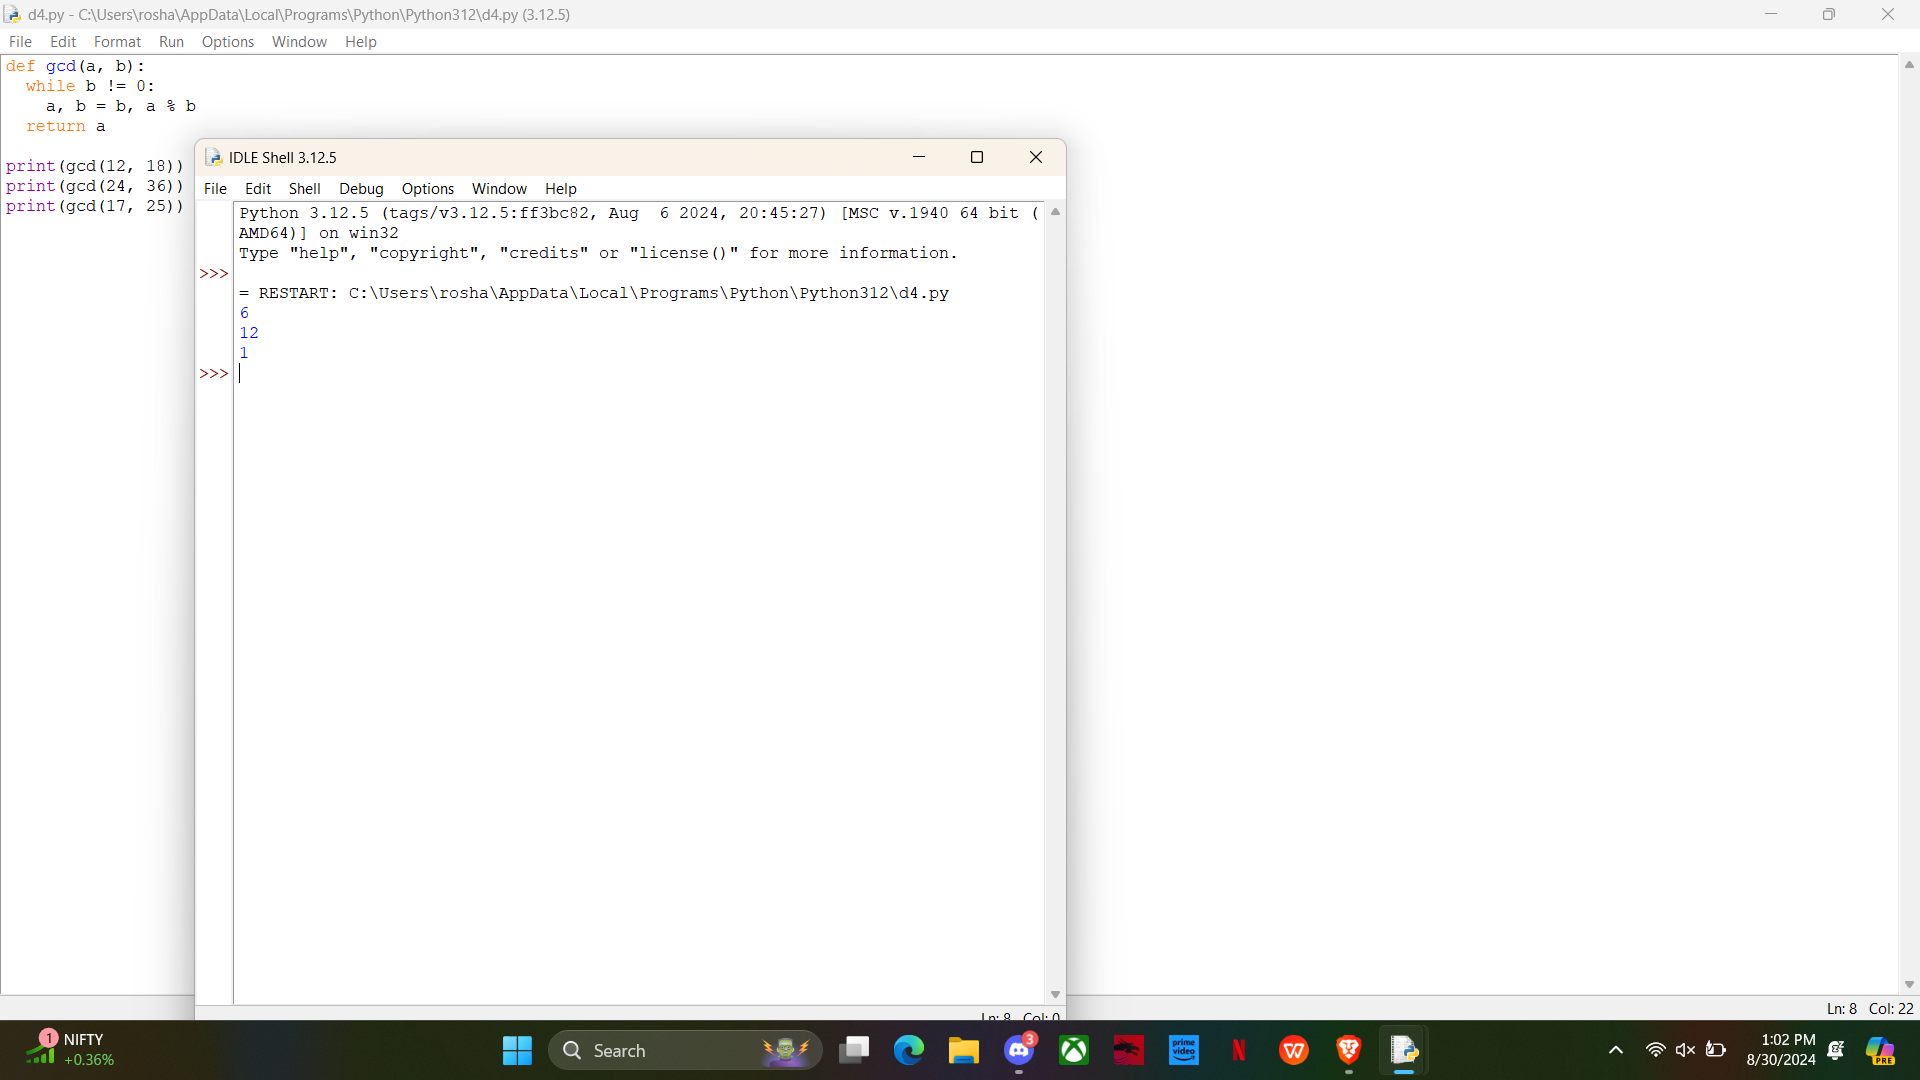 d4.py - C:\Users\rosha\AppData\Local\Programs\Python\Python312\d4.py (3.12.5)
File Edit Format Run Options Window Help
def gcd(a, b):
  while b != 0:
    a, b = b, a % b
  return a
print(gcd(12, 18))
print(gcd(24, 36))
print(gcd(17, 25))
IDLE Shell 3.12.5
File Edit Shell Debug Options Window Help
Python 3.12.5 (tags/v3.12.5:ff3bc82, Aug  6 2024, 20:45:27) [MSC v.1940 64 bit (
AMD64)] on win32
Type "help", "copyright", "credits" or "license()" for more information.
>>>
= RESTART: C:\Users\rosha\AppData\Local\Programs\Python\Python312\d4.py
6
12
1
>>>
Ln: 8 Col: 0
Ln: 8 Col: 22
1
NIFTY
+0.36%
Search
3
prime video
N
W
1:02 PM
8/30/2024
PRE